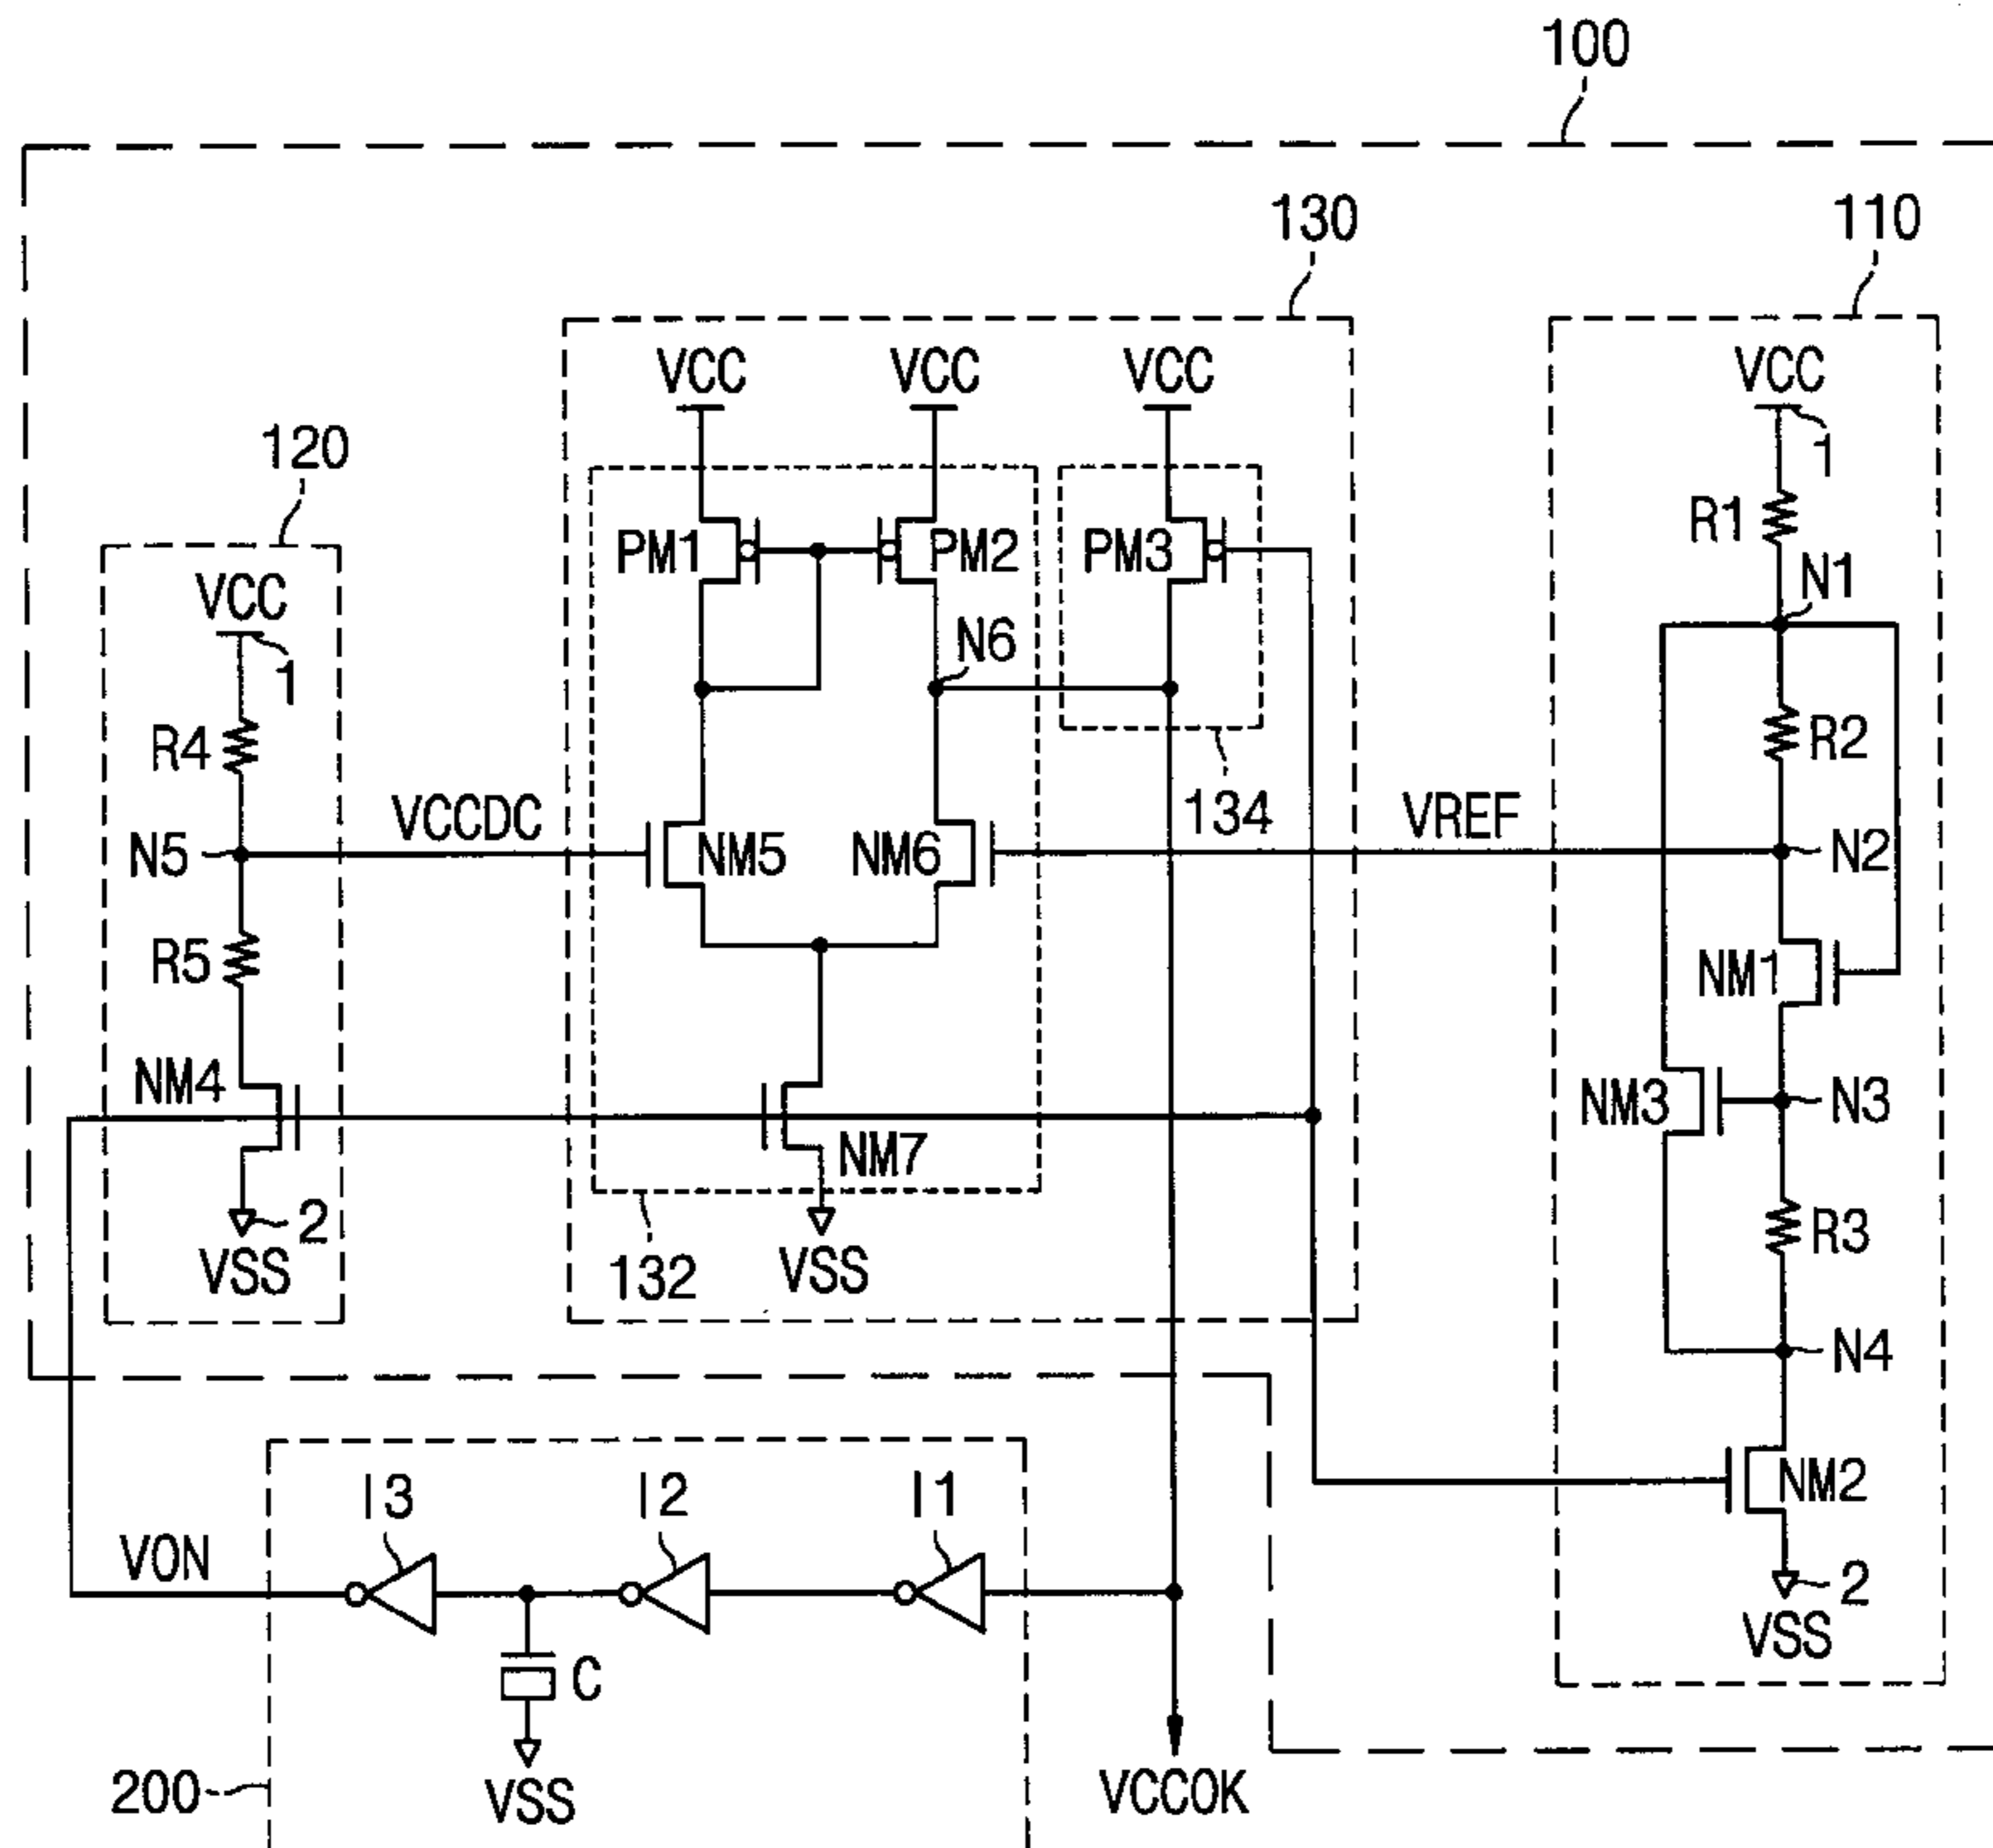 100
130
110
VCC
VCC
VCC
VCC
1
120
R1
PM1
PM2
PM3
N1
VCC
1
N6
R4
R2
VCCDC
134
VREF
N5
NM5
NM6
N2
R5
NM1
NM4
NM3
N3
NM7
2
R3
VSS
132
VSS
N4
I3
I2
I1
NM2
VON
2
VSS
C
200
VSS
VCCOK